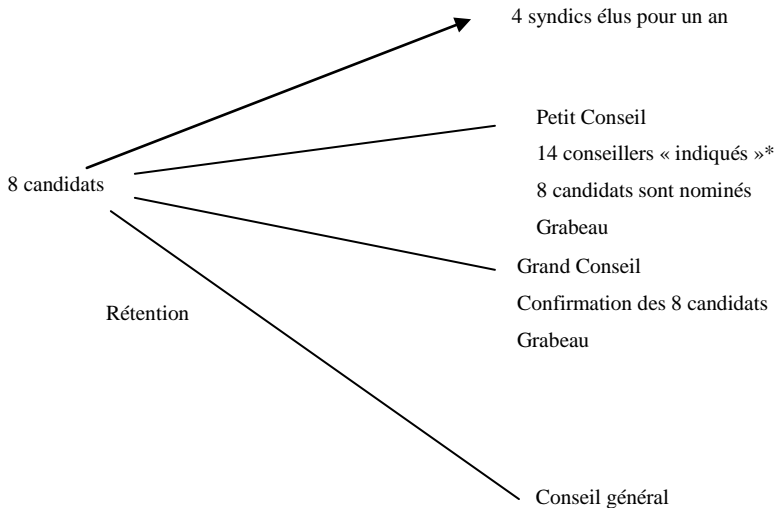 4 syndics élus pour un an
Petit Conseil
14 conseillers « indiqués »*
8 candidats
8 candidats sont nominés
Grabeau
Grand Conseil
Confirmation des 8 candidats
Rétention
Grabeau
Conseil général